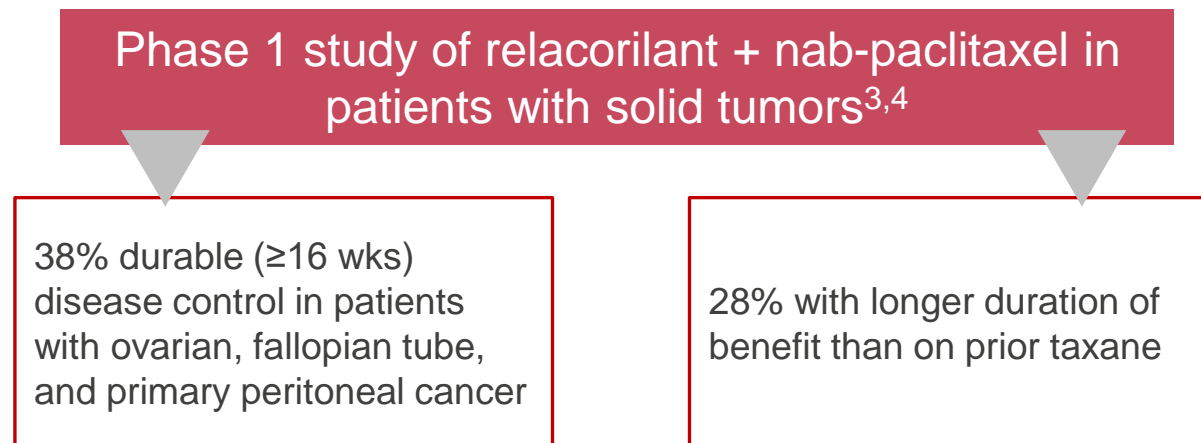 Phase 1 study of relacorilant + nab-paclitaxel in
patients with solid tumors3,4
38% durable (≥16 wks)
disease control in patients
with ovarian, fallopian tube,
and primary peritoneal cancer
28% with longer duration of
benefit than on prior taxane